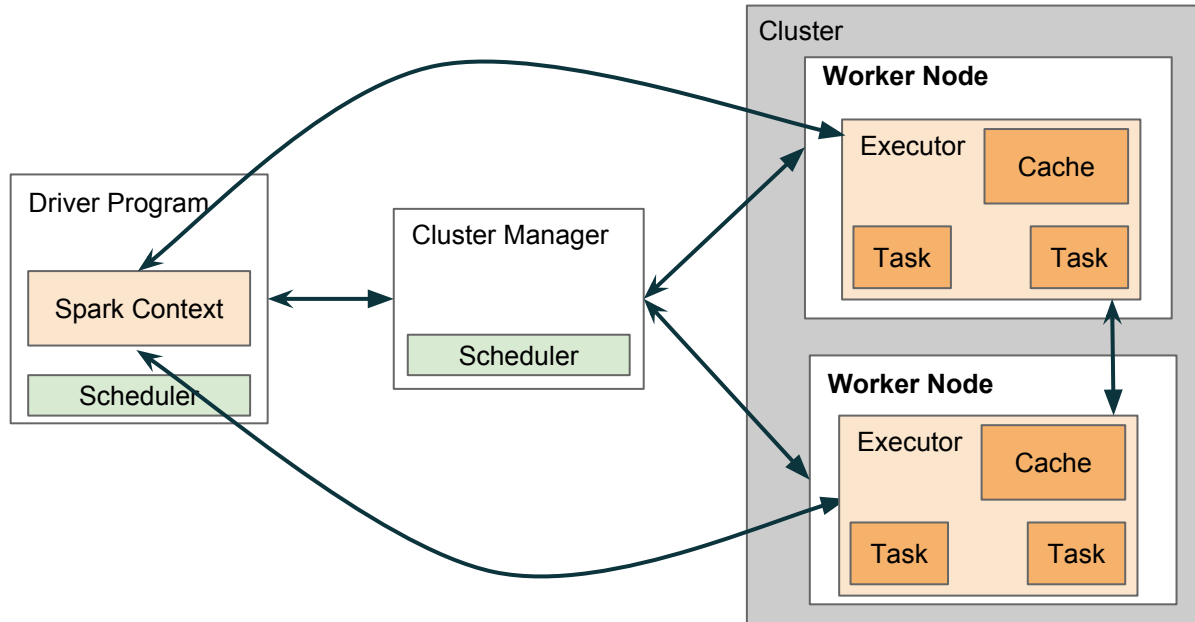 Cluster
Worker Node
Executor
Cache
Task
Task
Driver Program
Spark Context
Scheduler
Cluster Manager
Scheduler
Worker Node
Executor
Cache
Task
Task